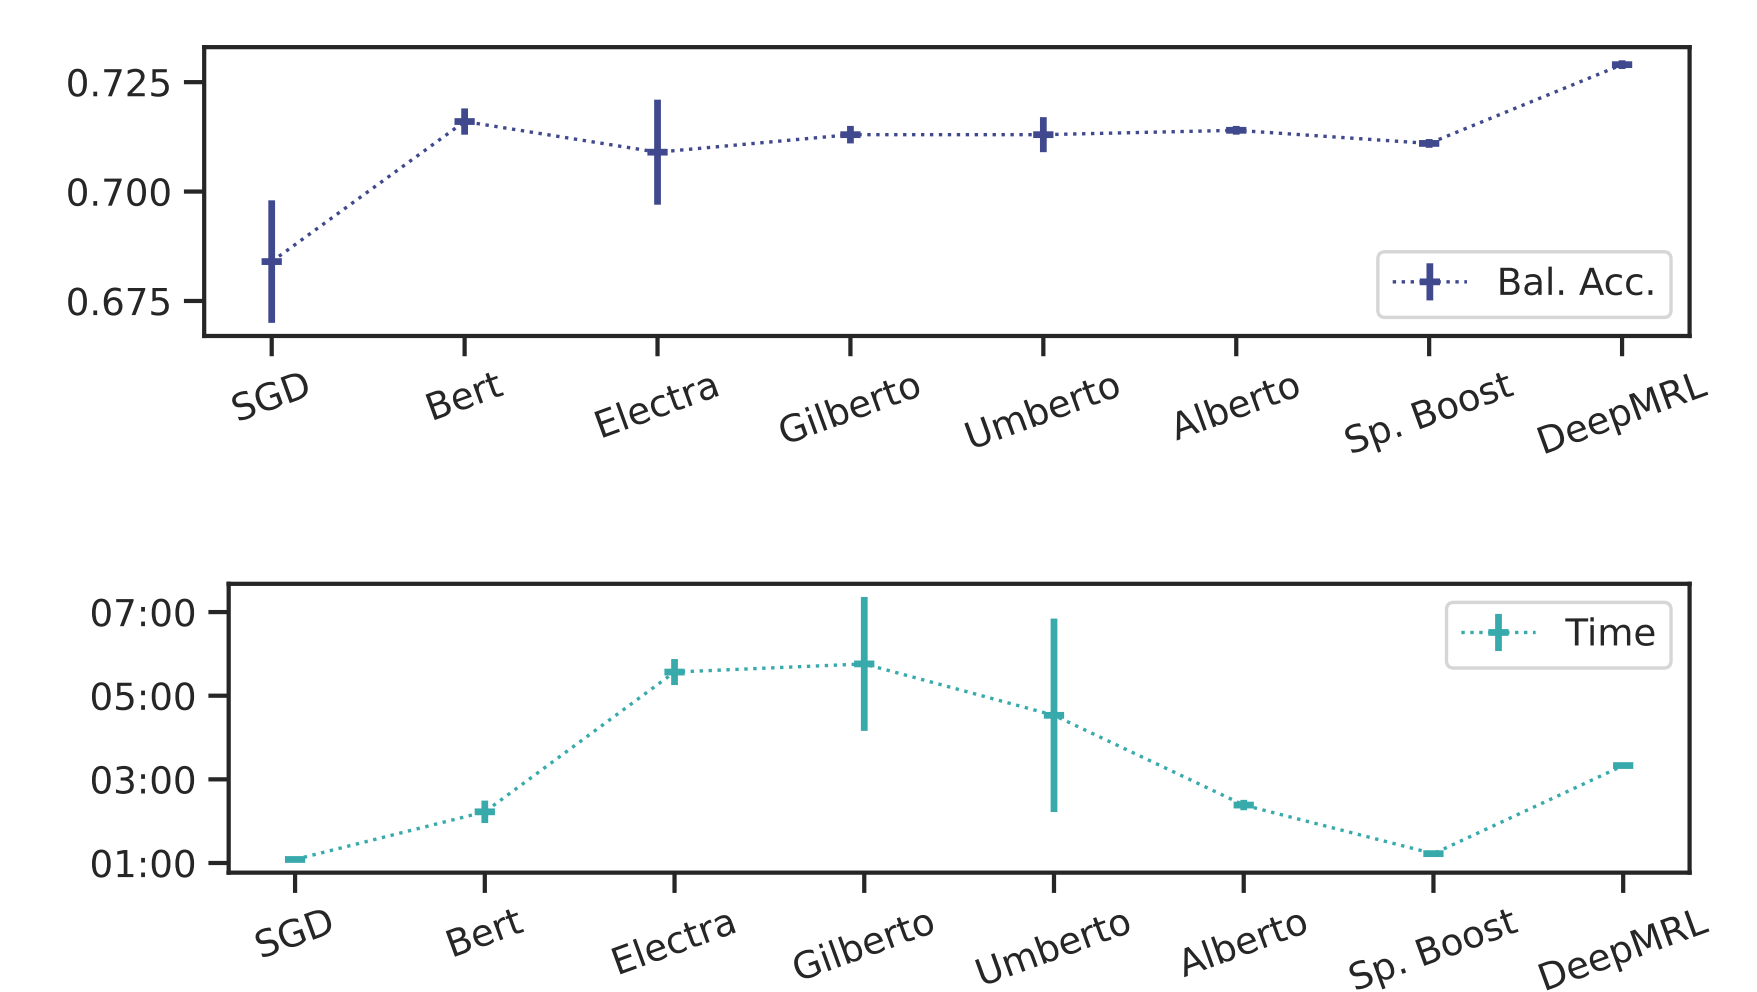 0.725
0.700
0.675
Bal. Acc.
SGD Bert Electra Gilberto Umberto Alberto Sp. Boost DeepMRL
07:00
05:00
03:00
01:00
Time
SGD Bert Electra Gilberto Umberto Alberto Sp. Boost DeepMRL